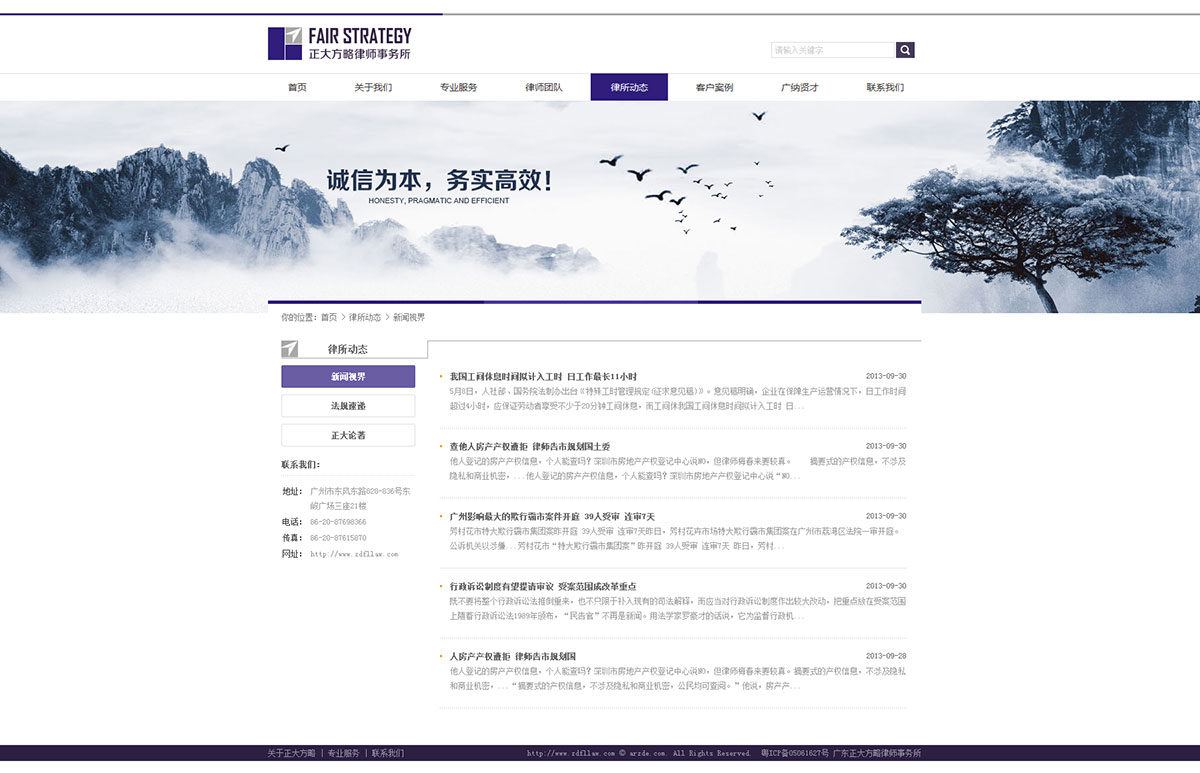 FAIR STRATEGY
正大方略律师事务所
请输入关键字
首页 关于我们 专业服务 律师团队 律所动态 客户案例 广纳贤才 联系我们
诚信为本，务实高效！
HONESTY, PRAGMATIC AND EFFICIENT
你的位置：首页 > 律所动态 > 新闻视界
律所动态
新闻视界
法规速递
正大论著
联系我们：
地址： 广州市东风东路828-836号东
峻广场三座21楼
电话： 86-20-87698366
传真： 86-20-87615870
网址： http://www.zdfllaw.com
我国工间休息时间拟计入工时 日工作最长11小时 2013-09-30
5月8日，人社部、国务院法制办出台《特殊工时管理规定(征求意见稿)》。意见稿明确，企业在保障生产运营情况下，日工作时间
超过4小时，应保证劳动者享受不少于20分钟工间休息，而工间休我国工间休息时间拟计入工时 日...
查他人房产产权遭拒 律师告市规划国土委 2013-09-30
他人登记的房产产权信息，个人能查吗？深圳市房地产产权登记中心说NO，但律师梅春来要较真。 摘要式的产权信息，不涉及
隐私和商业机密，...他人登记的房产产权信息，个人能查吗？深圳市房地产产权登记中心说“NO...
广州影响最大的欺行霸市案件开庭 39人受审 连审7天 2013-09-30
芳村花市特大欺行霸市集团案昨开庭 39人受审 连审7天昨日，芳村花卉市场特大欺行霸市集团案在广州市荔湾区法院一审开庭。
公诉机关以涉嫌...芳村花市“特大欺行霸市集团案”昨开庭 39人受审 连审7天 昨日，芳村...
行政诉讼制度有望提请审议 受案范围成改革重点 2013-09-30
既不要将整个行政诉讼法推倒重来，也不只限于补入现有的司法解释，而应当对行政诉讼制度作出较大改动，把重点放在受案范围
上随着行政诉讼法1989年颁布，“民告官”不再是新闻。用法学家罗豪才的话说，它为监督行政机...
人房产产权遭拒 律师告市规划国 2013-09-28
他人登记的房产产权信息，个人能查吗？深圳市房地产产权登记中心说NO，但律师梅春来要较真。摘要式的产权信息，不涉及隐私
和商业机密，...“摘要式的产权信息，不涉及隐私和商业机密，公民均可查阅。”他说，房产产...
关于正大方略 | 专业服务 | 联系我们 http://www.zdfllaw.com © arzde.com. All Rights Reserved. 粤ICP备05061627号 广东正大方略律师事务所